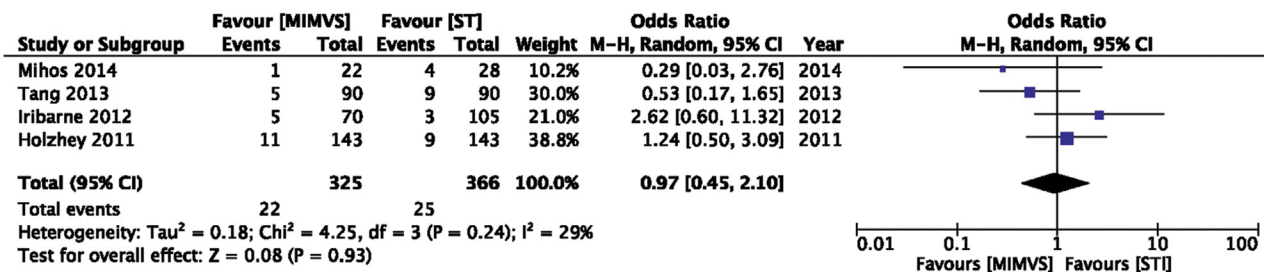 Favour [MIMVS] Favour [ST] Odds Ratio Odds Ratio
Study or Subgroup Events Total Events Total Weight M-H, Random, 95% CI Year M-H, Random, 95% CI
Mihos 2014 1 22 4 28 10.2% 0.29 [0.03, 2.76] 2014
Tang 2013 5 90 9 90 30.0% 0.53 [0.17, 1.65] 2013
Iribarne 2012 5 70 3 105 21.0% 2.62 [0.60, 11.32] 2012
Holzhey 2011 11 143 9 143 38.8% 1.24 [0.50, 3.09] 2011
Total (95% CI) 325 366 100.0% 0.97 [0.45, 2.10]
Total events 22 25
Heterogeneity: Tau² = 0.18; Chi² = 4.25, df = 3 (P = 0.24); I² = 29%
Test for overall effect: Z = 0.08 (P = 0.93)
0.01 0.1 1 10 100
Favours [MIMVS] Favours [STI]